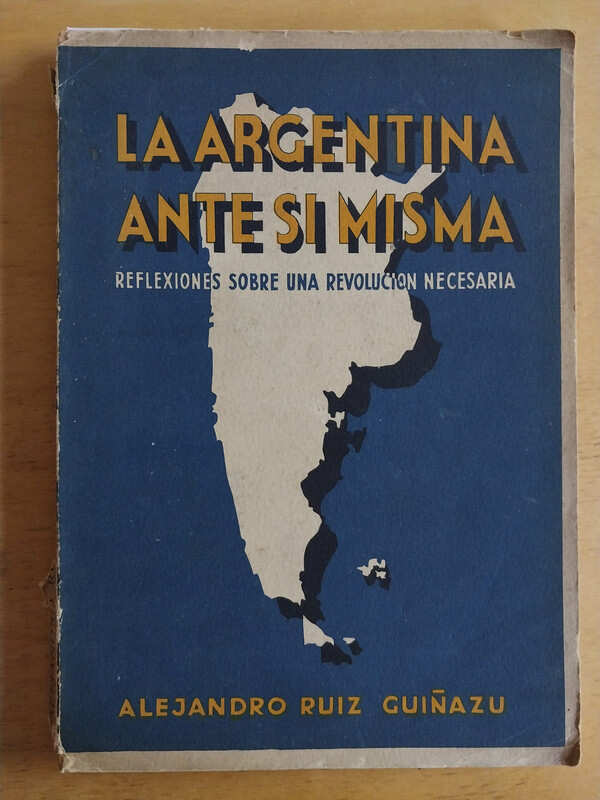 LA ARGENTINA
ANTE SI MISMA
REFLEXIONES SOBRE UNA REVOLUCION NECESARIA
ALEJANDRO RUIZ GUIÑAZU